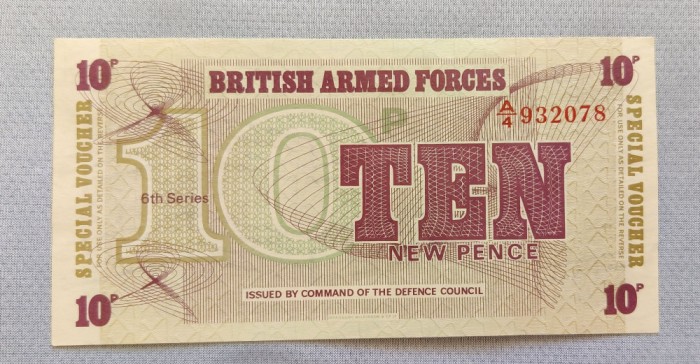 10P
BRITISH ARMED FORCES
10P
A/4 932078
SPECIAL VOUCHER
FOR USE ONLY AS DETAILED ON THE REVERSE
10P
6th Series
TEN
NEW PENCE
SPECIAL VOUCHER
FOR USE ONLY AS DETAILED ON THE REVERSE
ISSUED BY COMMAND OF THE DEFENCE COUNCIL
10P
10P